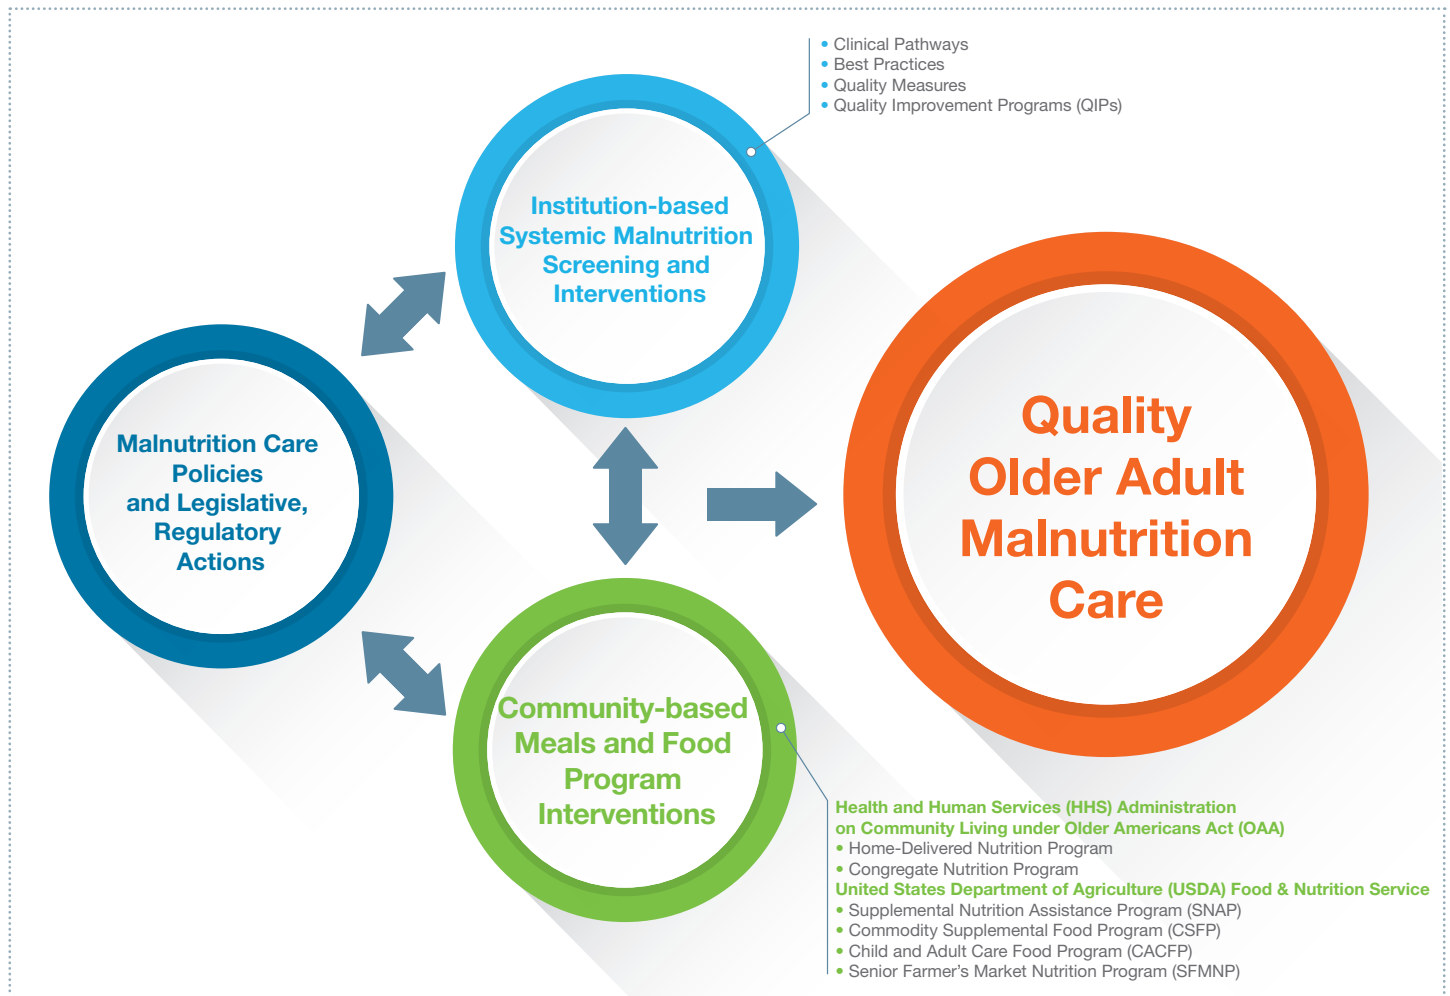 • Clinical Pathways
• Best Practices
• Quality Measures
• Quality Improvement Programs (QIPs)
Institution-based
Systemic Malnutrition
Screening and
Interventions
Malnutrition Care
Policies
and Legislative,
Regulatory
Actions
Quality
Older Adult
Malnutrition
Care
Community-based
Meals and Food
Program
Interventions
Health and Human Services (HHS) Administration
on Community Living under Older Americans Act (OAA)
• Home-Delivered Nutrition Program
• Congregate Nutrition Program
United States Department of Agriculture (USDA) Food & Nutrition Service
• Supplemental Nutrition Assistance Program (SNAP)
• Commodity Supplemental Food Program (CSFP)
• Child and Adult Care Food Program (CACFP)
• Senior Farmer's Market Nutrition Program (SFMNP)